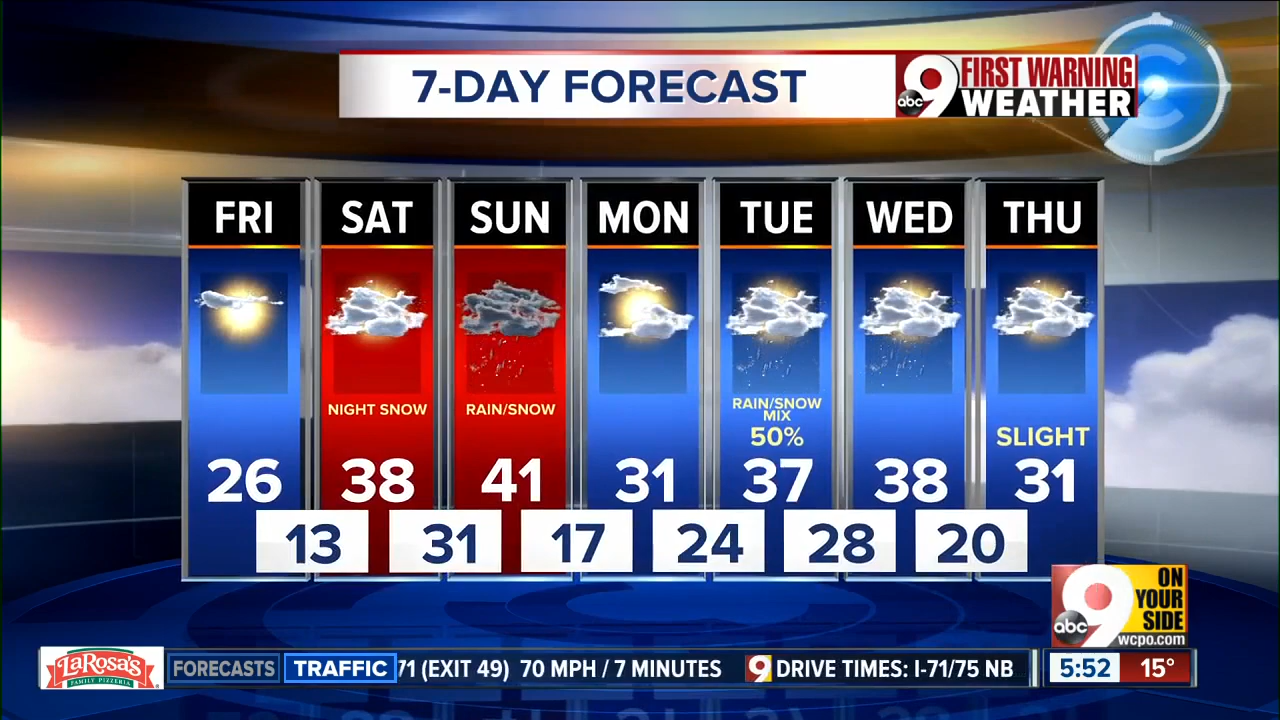 7-DAY FORECAST
abc 9 FIRST WARNING
WEATHER
FRI SAT SUN MON TUE WED THU
NIGHT SNOW RAIN/SNOW RAIN/SNOW
MIX
50% SLIGHT
26 38 41 31 37 38 31
13 31 17 24 28 20
abc 9 ON
YOUR
SIDE
wcpo.com
LAROSA'S
FAMILY PIZZERIA
FORECASTS TRAFFIC 71 (EXIT 49) 70 MPH / 7 MINUTES 9 DRIVE TIMES: I-71/75 NB 5:52 15°